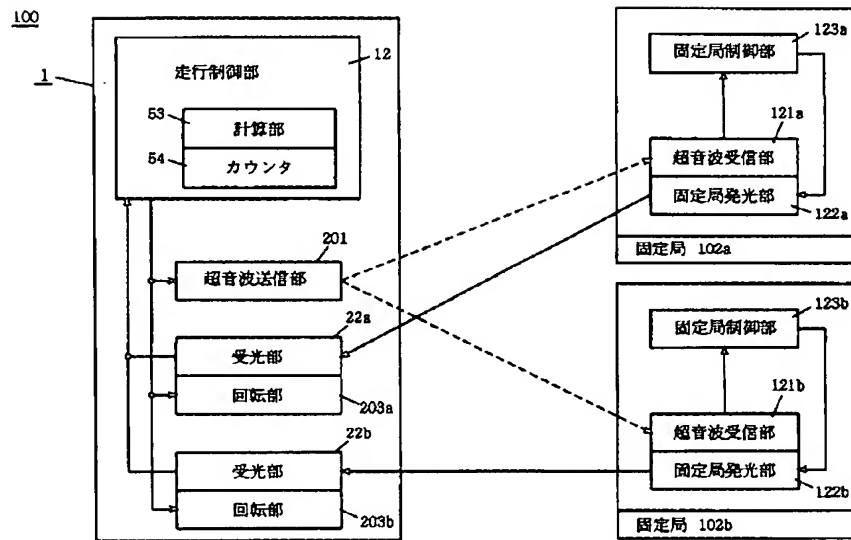 100
1
12
走行制御部
53
計算部
54
カウンタ
201
超音波送信部
22a
受光部
回転部
203a
22b
受光部
回転部
203b
123a
固定局制御部
121a
超音波受信部
固定局発光部
122a
固定局 102a
123b
固定局制御部
121b
超音波受信部
固定局発光部
122b
固定局 102b